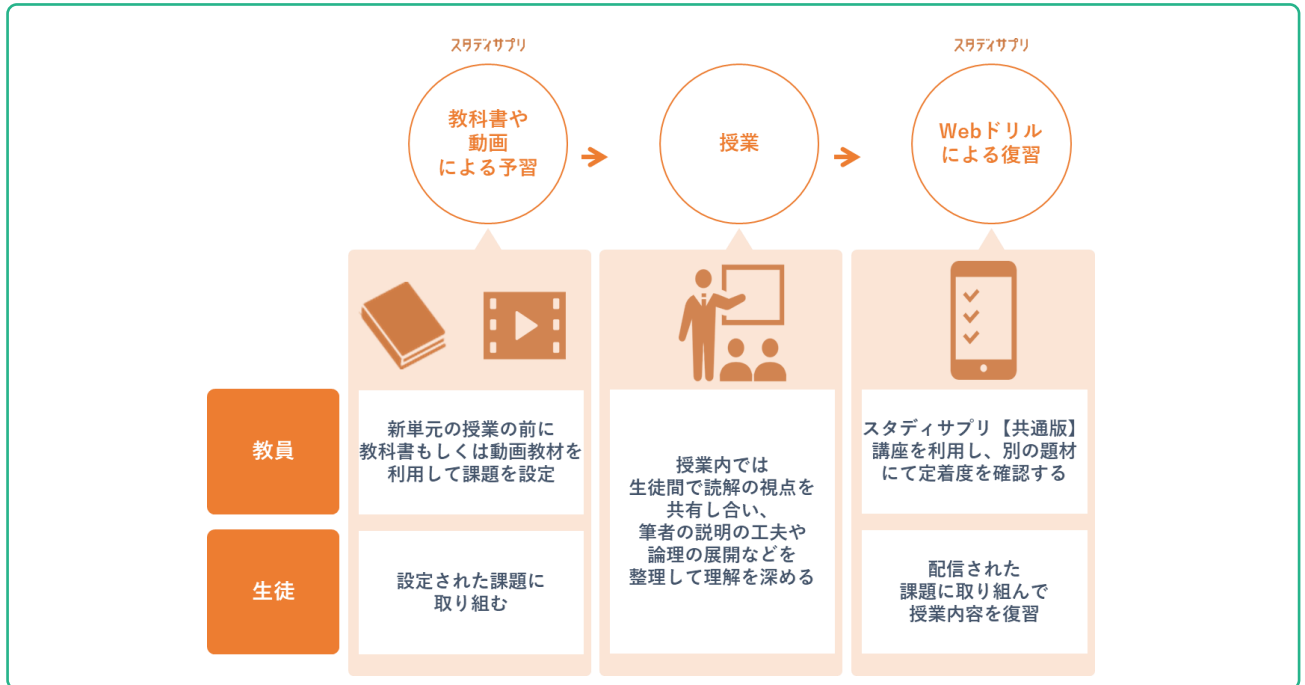 スタディサプリ
教科書や
動画
による予習
授業
スタディサプリ
Webドリル
による復習
教員
新単元の授業の前に
教科書もしくは動画教材を
利用して課題を設定
授業内では
生徒間で読解の視点を
共有し合い、
筆者の説明の工夫や
論理の展開などを
整理して理解を深める
スタディサプリ【共通版】
講座を利用し、別の題材
にて定着度を確認する
生徒
設定された課題に
取り組む
配信された
課題に取り組んで
授業内容を復習